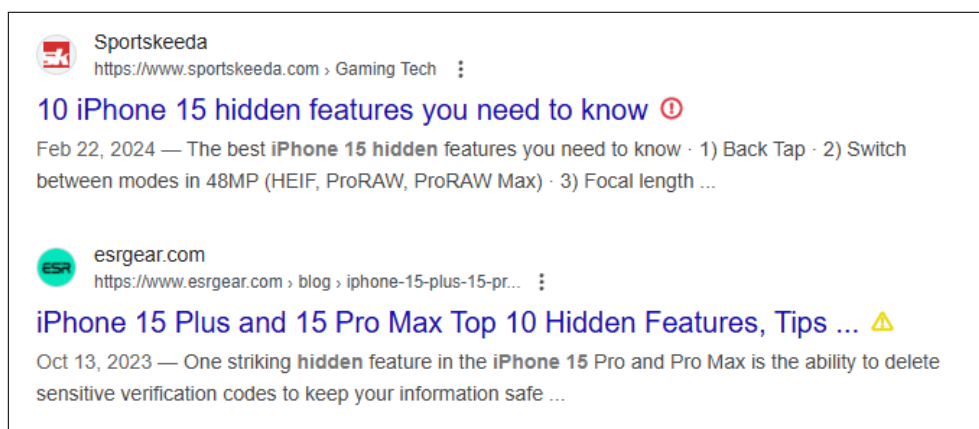 Sportskeeda
https://www.sportskeeda.com › Gaming Tech
10 iPhone 15 hidden features you need to know
Feb 22, 2024 — The best iPhone 15 hidden features you need to know · 1) Back Tap · 2) Switch
between modes in 48MP (HEIF, ProRAW, ProRAW Max) · 3) Focal length ...
ESR
esrgear.com
https://www.esrgear.com › blog › iphone-15-plus-15-pr...
iPhone 15 Plus and 15 Pro Max Top 10 Hidden Features, Tips ...
Oct 13, 2023 — One striking hidden feature in the iPhone 15 Pro and Pro Max is the ability to delete
sensitive verification codes to keep your information safe ...